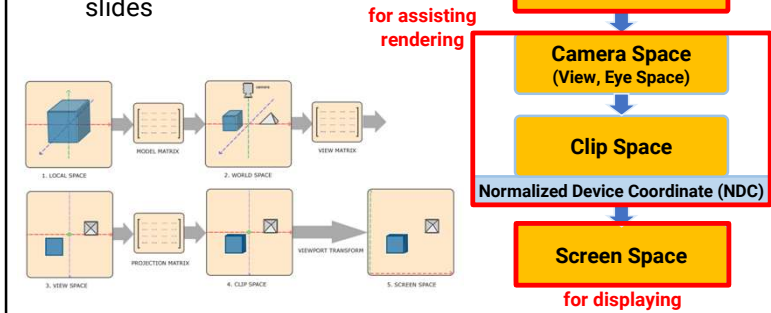 slides
for assisting
rendering
Camera Space
(View, Eye Space)
Clip Space
Normalized Device Coordinate (NDC)
Screen Space
for displaying
camera
1. LOCAL SPACE
MODEL MATRIX
2. WORLD SPACE
VIEW MATRIX
3. VIEW SPACE
PROJECTION MATRIX
4. CLIP SPACE
VIEWPORT TRANSFORM
5. SCREEN SPACE